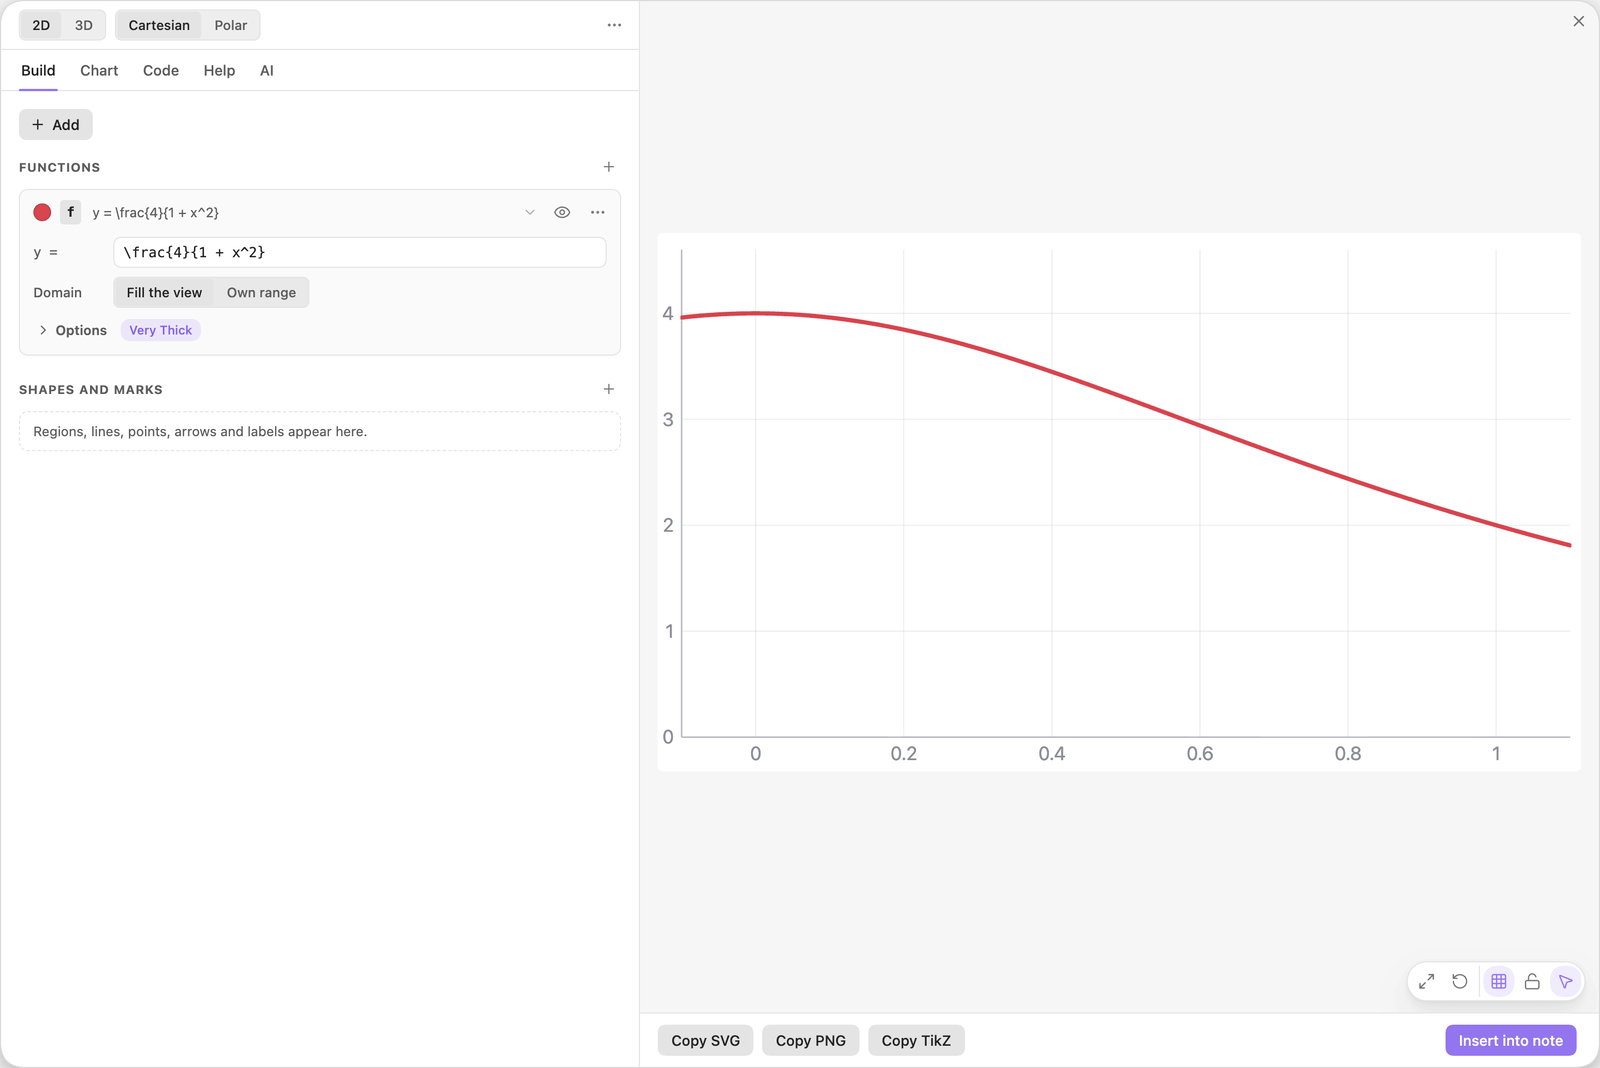 2D 3D Cartesian Polar
Build Chart Code Help AI
+ Add
FUNCTIONS
f y = \frac{4}{1 + x^2}
y = \frac{4}{1 + x^2}
Domain Fill the view Own range
Options Very Thick
SHAPES AND MARKS
Regions, lines, points, arrows and labels appear here.
4
3
2
1
0
0 0.2 0.4 0.6 0.8 1
Copy SVG Copy PNG Copy TikZ Insert into note